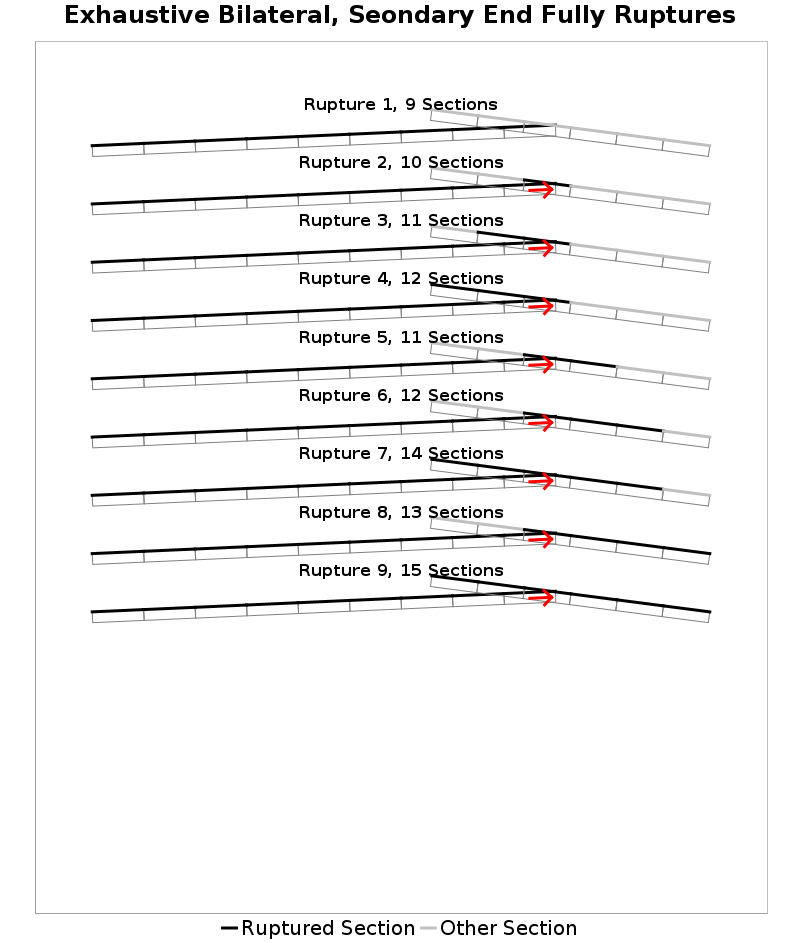 Exhaustive Bilateral, Seondary End Fully Ruptures
Rupture 1, 9 Sections
Rupture 2, 10 Sections
Rupture 3, 11 Sections
Rupture 4, 12 Sections
Rupture 5, 11 Sections
Rupture 6, 12 Sections
Rupture 7, 14 Sections
Rupture 8, 13 Sections
Rupture 9, 15 Sections
Ruptured Section Other Section